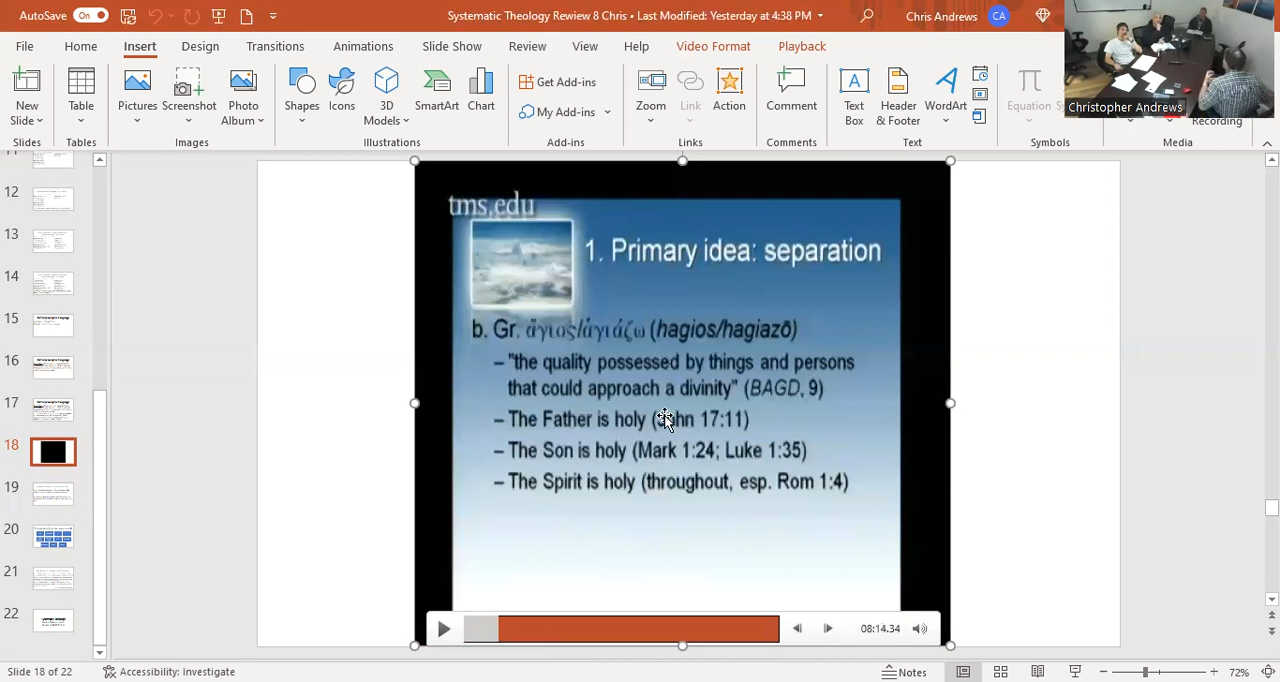 AutoSave
On
Systematic Theology Rewiew 8 Chris • Last Modified: Yesterday at 4:38 PM
Chris Andrews
CA
File
Home
Insert
Design
Transitions
Animations
Slide Show
Review
View
Help
Video Format
Playback
New
Slide
Table
Pictures
Screenshot
Photo
Album
Shapes
Icons
3D
Models
SmartArt
Chart
Get Add-ins
My Add-ins
Zoom
Link
Action
Comment
Text
Box
Header
& Footer
WordArt
Equation
Recording
Christopher Andrews
Slides
Tables
Images
Illustrations
Add-ins
Links
Comments
Text
Symbols
Media
12
13
14
15
16
17
18
19
20
21
22
tms.edu
1. Primary idea: separation
b. Gr. ἅγιος/ἁγιάζω (hagios/hagiazō)
– "the quality possessed by things and persons
that could approach a divinity" (BAGD, 9)
– The Father is holy 17:11)
– The Son is holy (Mark 1:24; Luke 1:35)
– The Spirit is holy (throughout, esp. Rom 1:4)
08:14.34
Slide 18 of 22
Accessibility: Investigate
Notes
72%